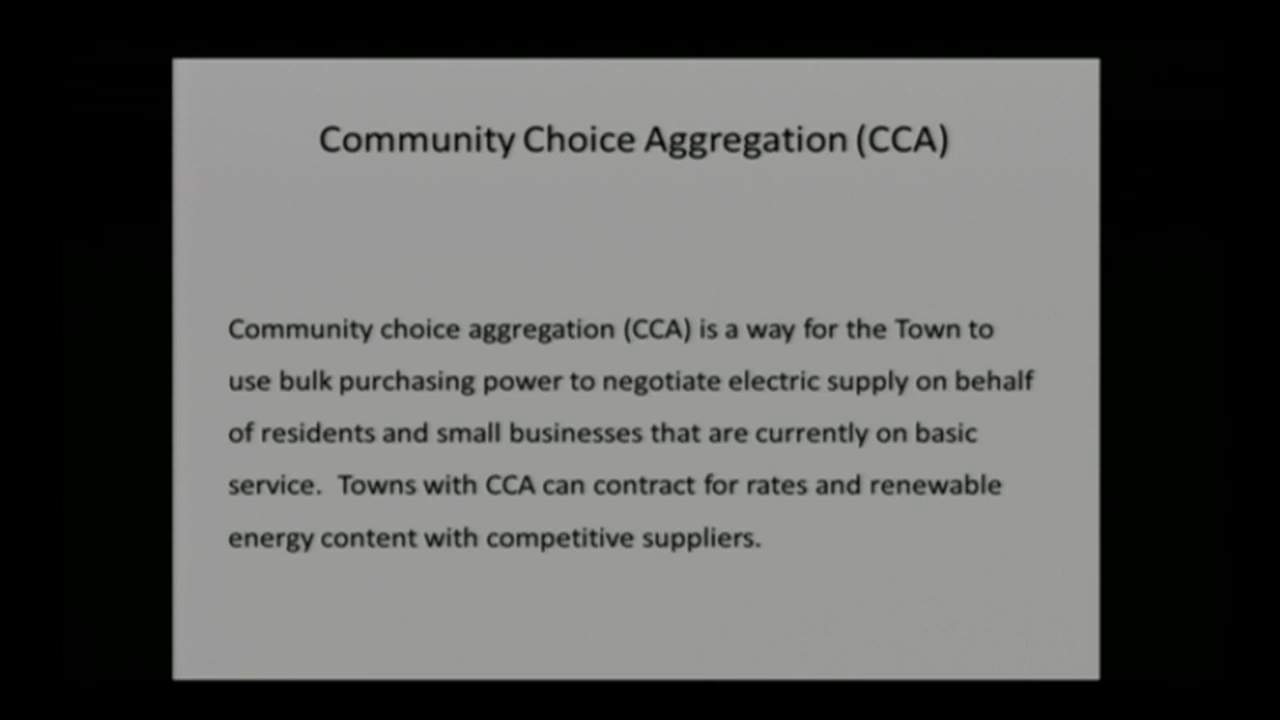 Community Choice Aggregation (CCA)
Community choice aggregation (CCA) is a way for the Town to
use bulk purchasing power to negotiate electric supply on behalf
of residents and small businesses that are currently on basic
service.  Towns with CCA can contract for rates and renewable
energy content with competitive suppliers.